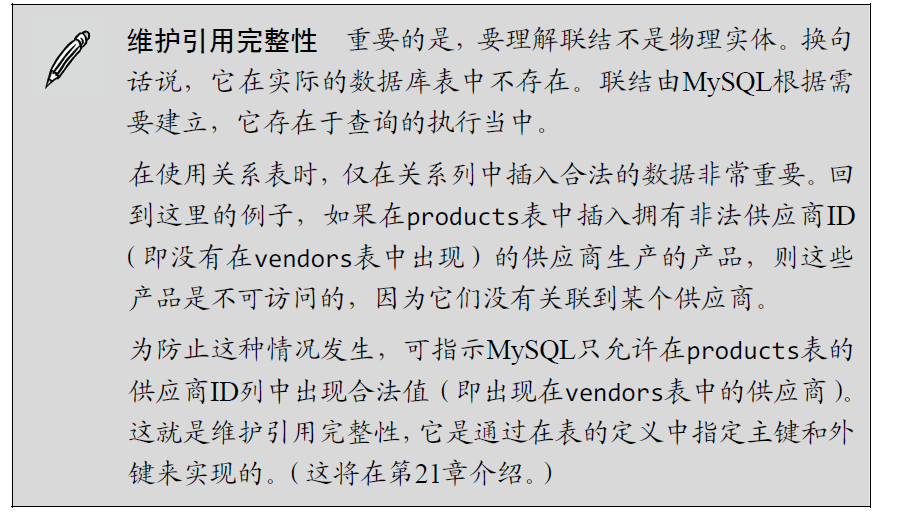 维护引用完整性 重要的是，要理解联结不是物理实体。换句
话说，它在实际的数据库表中不存在。联结由MySQL根据需
要建立，它存在于查询的执行当中。
在使用关系表时，仅在关系列中插入合法的数据非常重要。回
到这里的例子，如果在products表中插入拥有非法供应商ID
（即没有在vendors表中出现）的供应商生产的产品，则这些
产品是不可访问的，因为它们没有关联到某个供应商。
为防止这种情况发生，可指示MySQL只允许在products表的
供应商ID列中出现合法值（即出现在vendors表中的供应商）。
这就是维护引用完整性，它是通过在表的定义中指定主键和外
键来实现的。（这将在第21章介绍。）